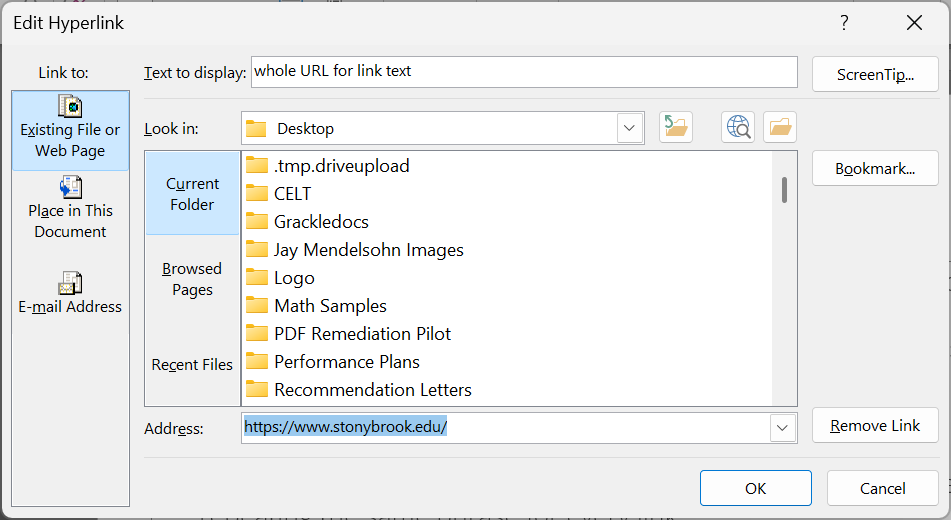 Edit Hyperlink
?
Link to:
Text to display:
whole URL for link text
ScreenTip...
Existing File or
Web Page
Look in:
Desktop
Bookmark...
Place in This
Document
E-mail Address
Current
Folder
Browsed
Pages
Recent Files
.tmp.driveupload
CELT
Grackledocs
Jay Mendelsohn Images
Logo
Math Samples
PDF Remediation Pilot
Performance Plans
Recommendation Letters
Address:
https://www.stonybrook.edu/
Remove Link
OK
Cancel